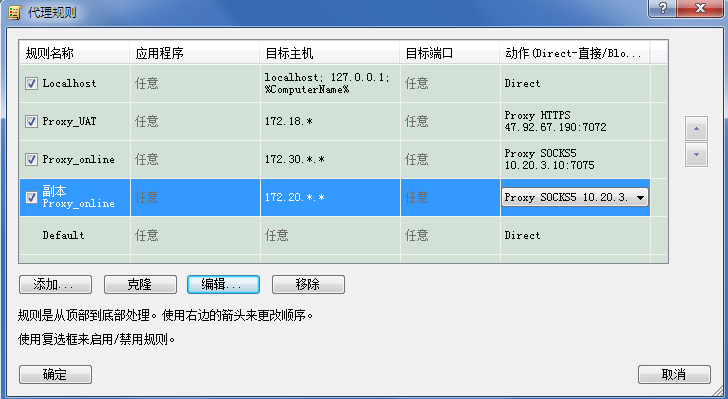 代理规则
规则名称 应用程序 目标主机 目标端口 动作(Direct-直接/Blo...
Localhost 任意 localhost; 127.0.0.1; %ComputerName% 任意 Direct
Proxy_UAT 任意 172.18.* 任意 Proxy HTTPS 47.92.67.190:7072
Proxy_online 任意 172.30.*.* 任意 Proxy SOCKS5 10.20.3.10:7075
副本 Proxy_online 任意 172.20.*.* 任意 Proxy SOCKS5 10.20.3.
Default 任意 任意 任意 Direct
添加... 克隆 编辑... 移除
规则是从顶部到底部处理。使用右边的箭头来更改顺序。
使用复选框来启用/禁用规则。
确定 取消